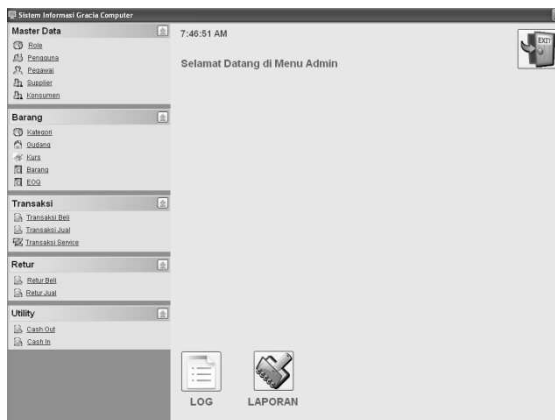 Sistem Informasi Gracia Computer
Master Data
Role
Pengguna
Pegawai
Supplier
Konsumen
Barang
Kategori
Gudang
Kurs
Barang
EOQ
Transaksi
Transaksi Beli
Transaksi Jual
Transaksi Service
Retur
Retur Beli
Retur Jual
Utility
Cash Out
Cash In
7:46:51 AM
Selamat Datang di Menu Admin
EXIT
LOG
LAPORAN